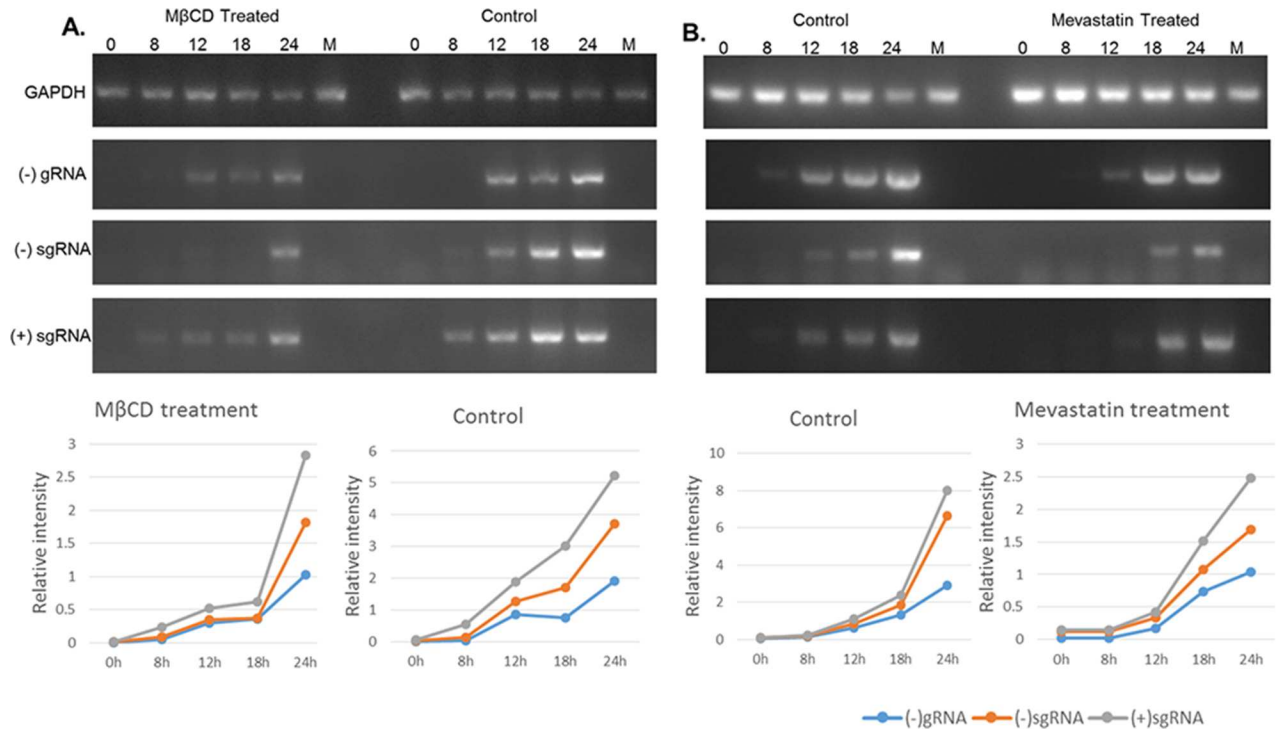 A.
MβCD Treated
Control
0 8 12 18 24 M
0 8 12 18 24 M
B.
Control
Mevastatin Treated
0 8 12 18 24 M
0 8 12 18 24 M
GAPDH
(-) gRNA
(-) sgRNA
(+) sgRNA
MβCD treatment
Relative intensity
3
2.5
2
1.5
1
0.5
0
0h 8h 12h 18h 24h
Control
Relative intensity
6
5
4
3
2
1
0
0h 8h 12h 18h 24h
Control
Relative intensity
10
8
6
4
2
0
0h 8h 12h 18h 24h
Mevastatin treatment
Relative intensity
3
2.5
2
1.5
1
0.5
0
0h 8h 12h 18h 24h
(-)gRNA (-)sgRNA (+)sgRNA